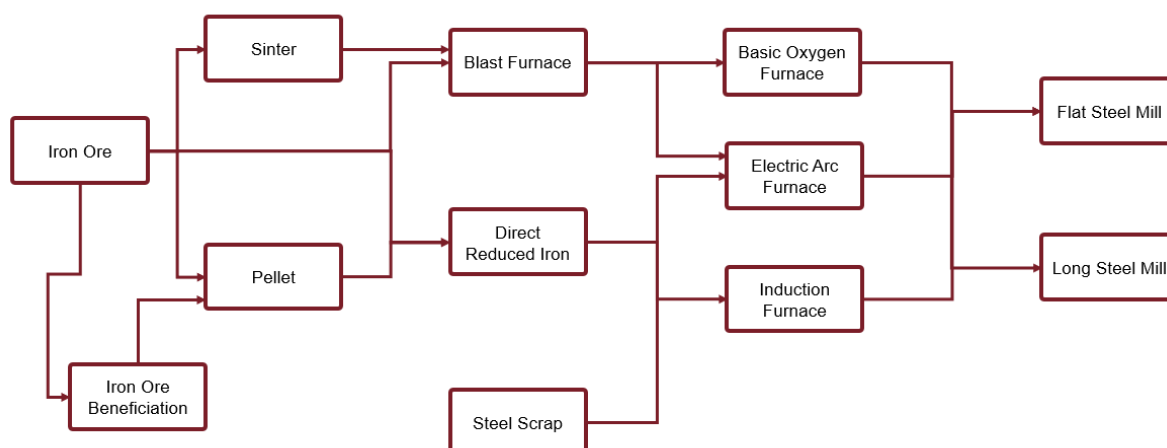 Sinter
Blast Furnace
Basic Oxygen
Furnace
Flat Steel Mill
Iron Ore
Electric Arc
Furnace
Direct
Reduced Iron
Pellet
Long Steel Mill
Induction
Furnace
Iron Ore
Beneficiation
Steel Scrap